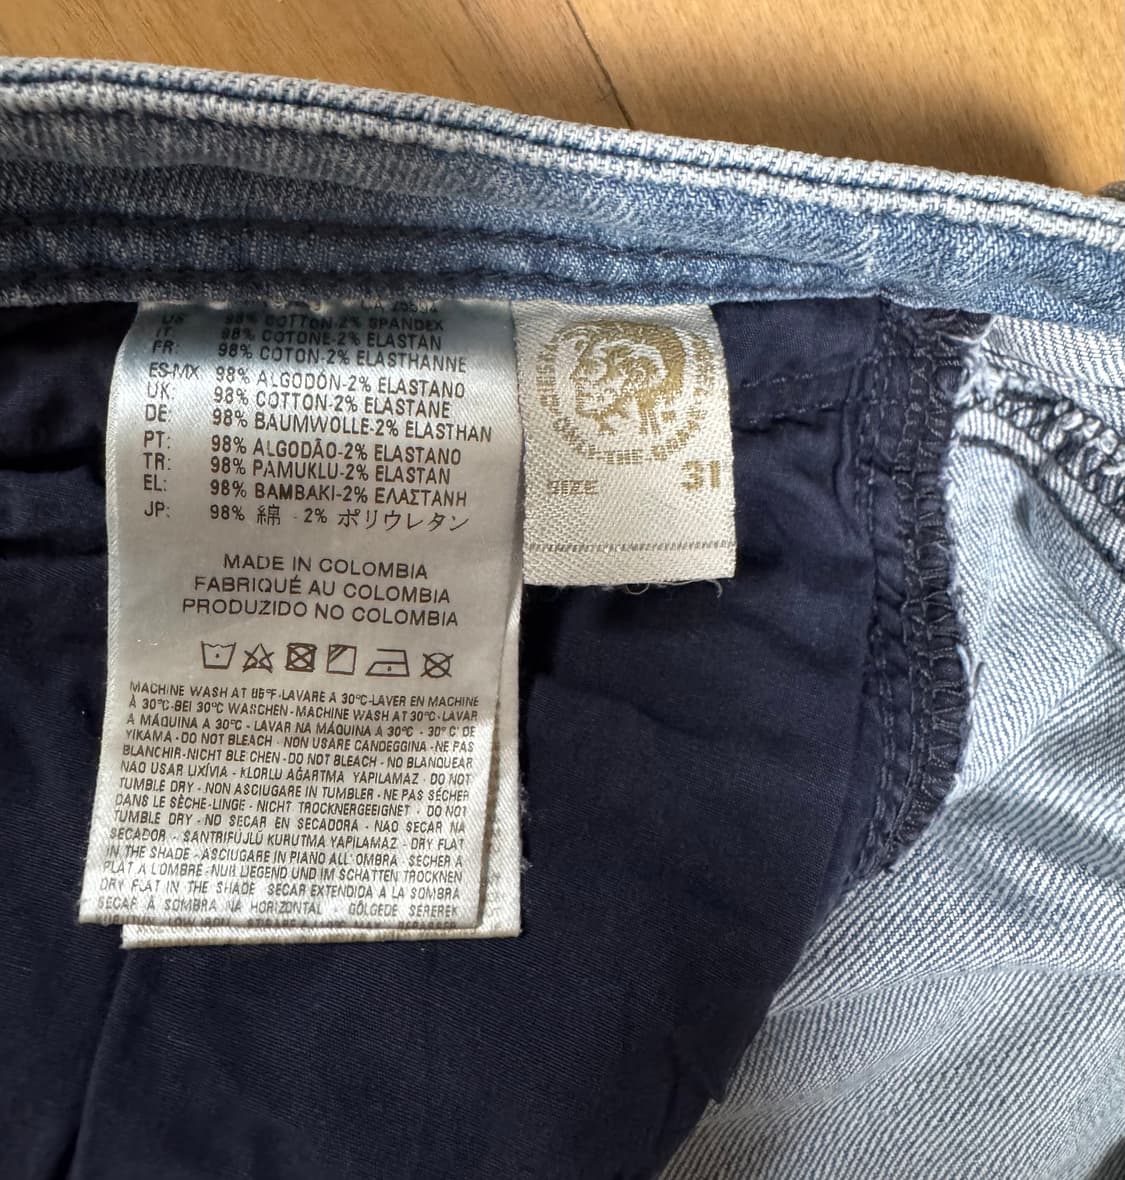 CA 25594
US: 98% COTTON-2% SPANDEX
IT: 98% COTONE-2% ELASTAN
FR: 98% COTON-2% ELASTHANNE
ES-MX 98% ALGODÓN-2% ELASTANO
UK: 98% COTTON-2% ELASTANE
DE: 98% BAUMWOLLE-2% ELASTHAN
PT: 98% ALGODÃO-2% ELASTANO
TR: 98% PAMUKLU-2% ELASTAN
EL: 98% BAMBAKI-2% ΕΛΑΣΤΑΝΗ
JP: 98% 綿 - 2% ポリウレタン
MADE IN COLOMBIA
FABRIQUÉ AU COLOMBIA
PRODUZIDO NO COLOMBIA
MACHINE WASH AT 85°F-LAVARE A 30°C-LAVER EN MACHINE
À 30°C-BEI 30°C WASCHEN-MACHINE WASH AT 30°C-LAVAR
A MÁQUINA A 30°C - LAVAR NA MÁQUINA A 30°C - 30° C' DE
YIKAMA-DO NOT BLEACH - NON USARE CANDEGGINA-NE PAS
BLANCHIR-NICHT BLE CHEN-DO NOT BLEACH-NO BLANQUEAR
NÃO USAR LIXÍVIA - KLORLU AĞARTMA YAPILAMAZ - DO NOT
TUMBLE DRY - NON ASCIUGARE IN TUMBLER - NE PAS SÉCHER
DANS LE SÈCHE-LINGE - NICHT TROCKNERGEEIGNET - DO NOT
TUMBLE DRY - NO SECAR EN SECADORA - NAO SECAR NA
SECADOR - SANTRIFÜJLÜ KURUTMA YAPILAMAZ - DRY FLAT
IN THE SHADE -ASCIUGARE IN PIANO ALL' OMBRA SÉCHER A
PLAT A L'OMBRE-NUR LIEGEND UND IM SCHATTEN TROCKNEN
DRY FLAT IN THE SHADE SECAR EXTENDIDA A LA SOMBRA
SECAR À SOMBRA NA HORIZONTAL GÖLGEDE SEREREK
SIZE 31